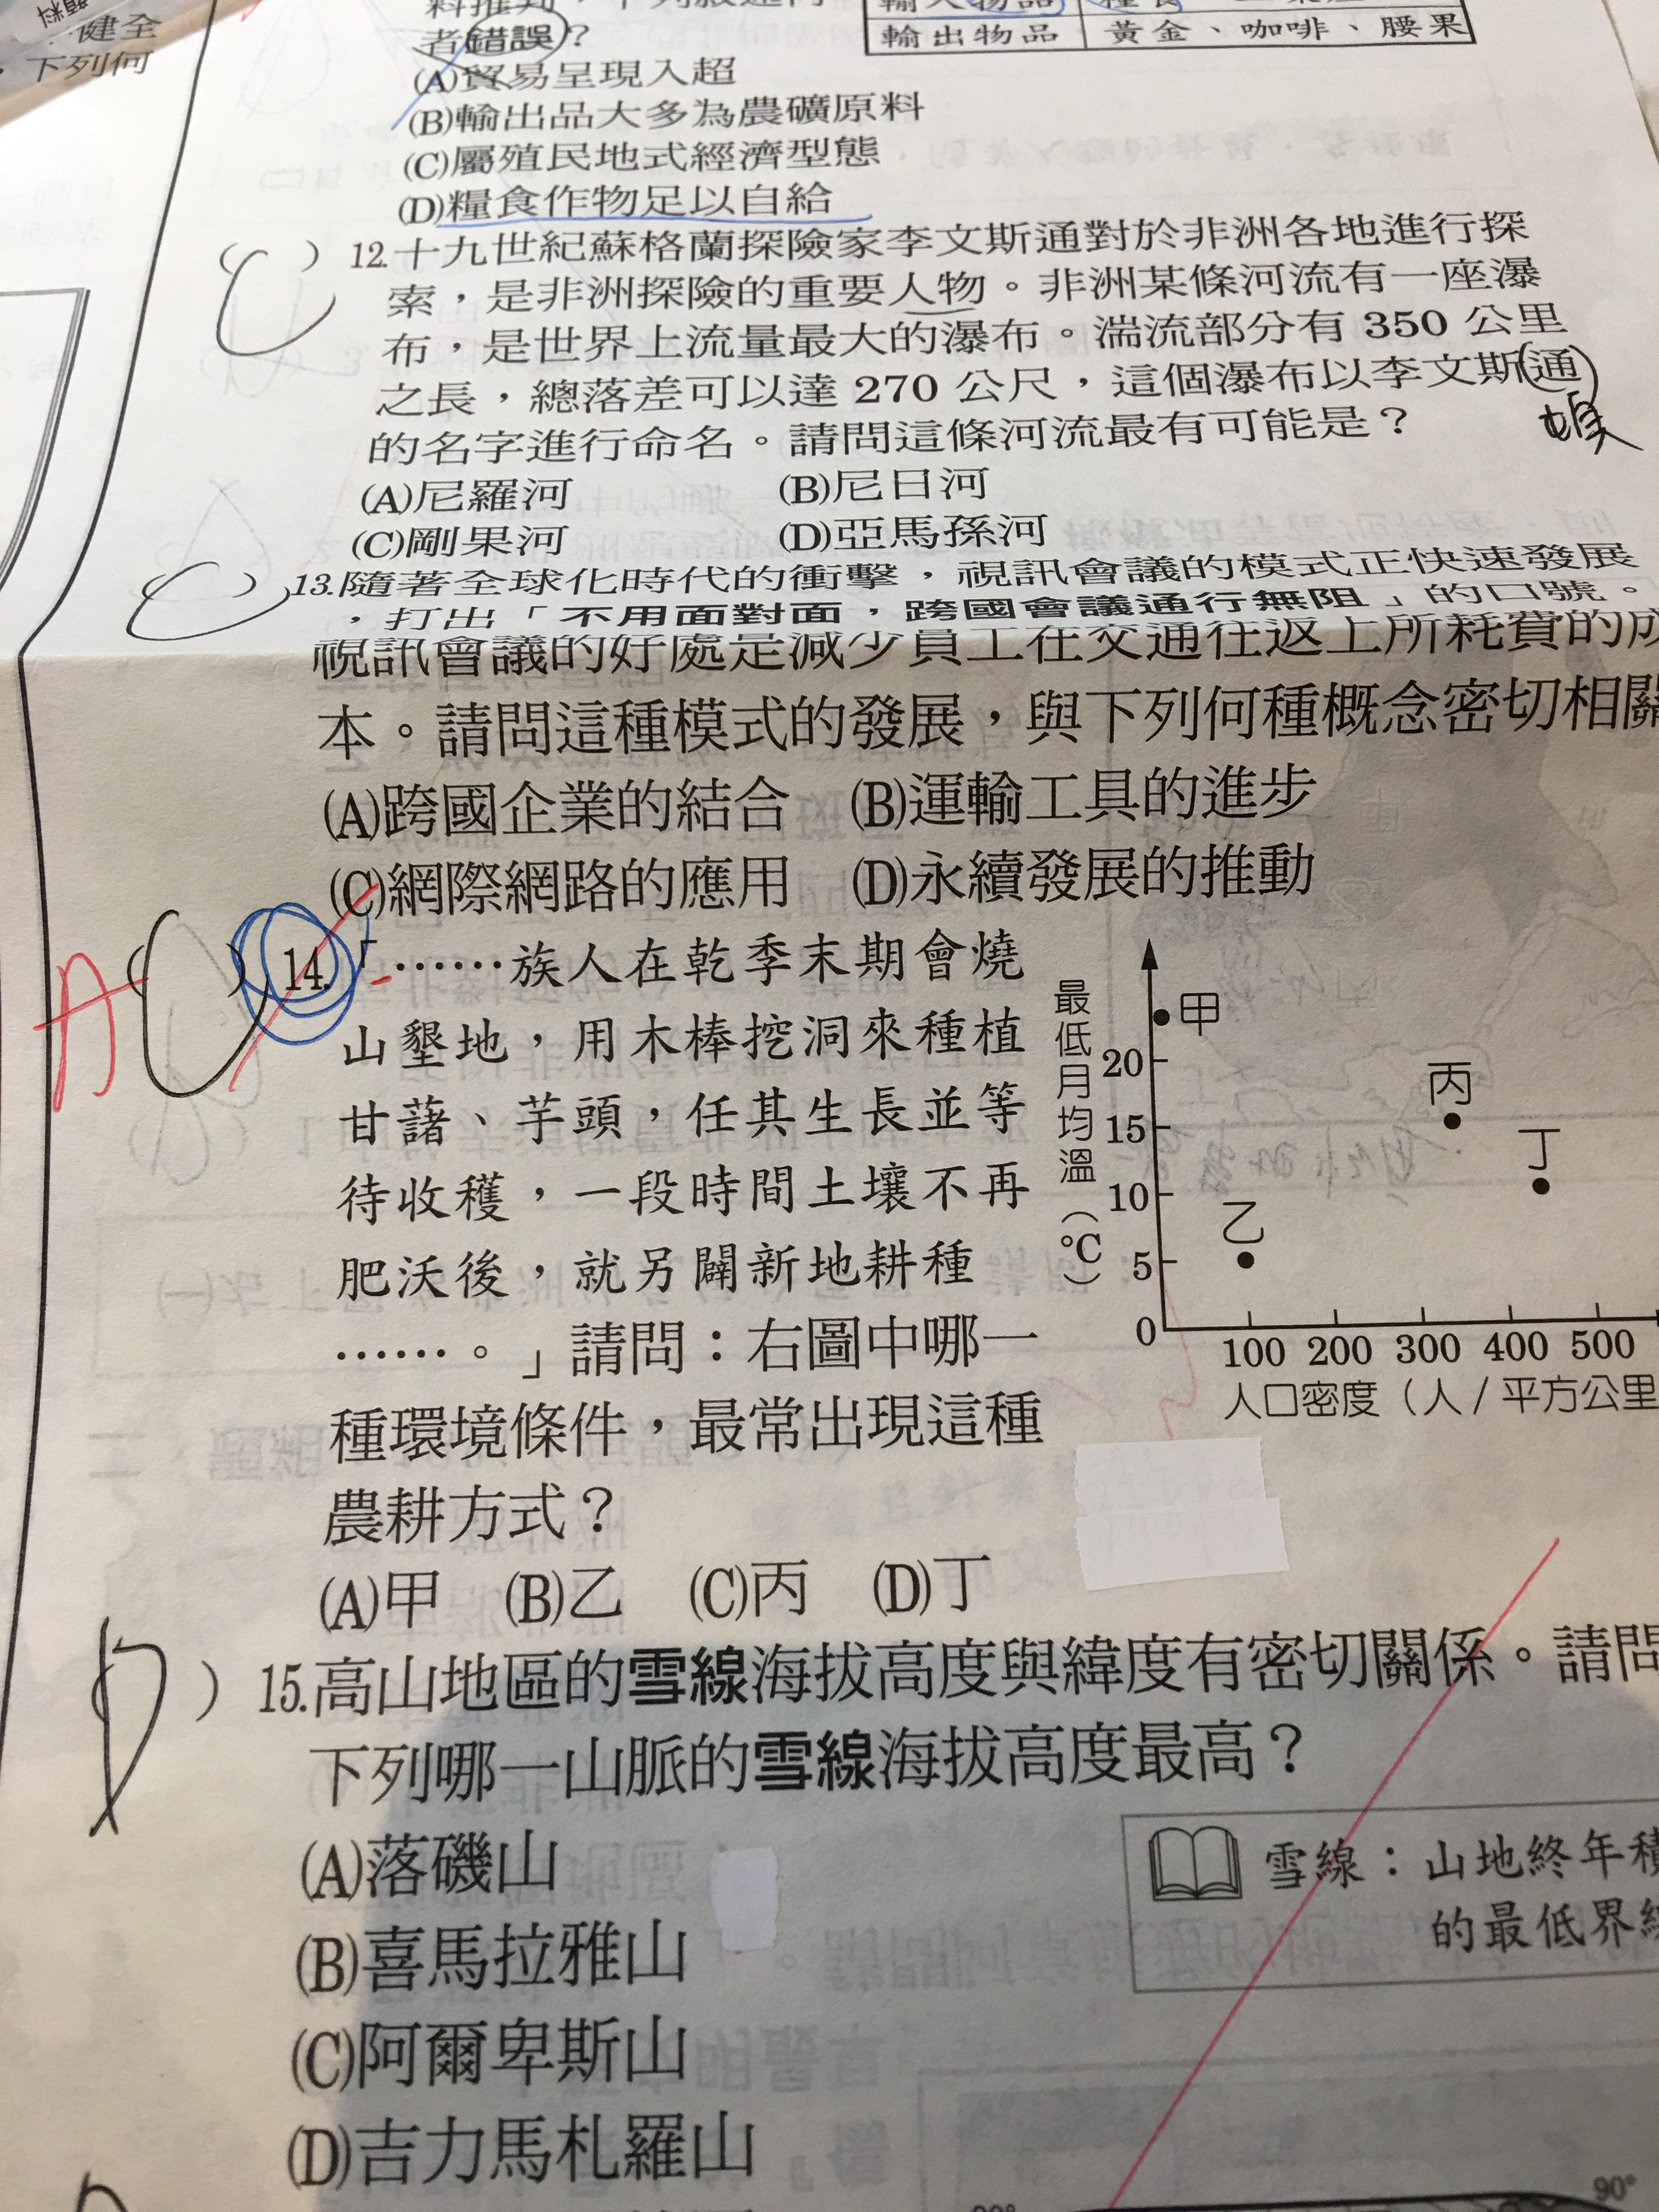 健全
，下列何
者錯誤？
輸出物品 黃金、咖啡、腰果
(A)貿易呈現入超
(B)輸出品大多為農礦原料
(C)屬殖民地式經濟型態
(D)糧食作物足以自給
(C) 12.十九世紀蘇格蘭探險家李文斯通對於非洲各地進行探
索，是非洲探險的重要人物。非洲某條河流有一座瀑
布，是世界上流量最大的瀑布。湍流部分有 350 公里
之長，總落差可以達 270 公尺，這個瀑布以李文斯通
的名字進行命名。請問這條河流最有可能是？
(A)尼羅河 (B)尼日河
(C)剛果河 (D)亞馬孫河
(C) 13.隨著全球化時代的衝擊，視訊會議的模式正快速發展
，打出「不用面對面，跨國會議通行無阻」的口號。
視訊會議的好處是減少員工在交通往返上所耗費的成
本。請問這種模式的發展，與下列何種概念密切相關
(A)跨國企業的結合 (B)運輸工具的進步
(C)網際網路的應用 (D)永續發展的推動
A (C) 14.「……族人在乾季末期會燒
山墾地，用木棒挖洞來種植
甘藷、芋頭，任其生長並等
待收穫，一段時間土壤不再
肥沃後，就另闢新地耕種
……。」請問：右圖中哪一
種環境條件，最常出現這種
農耕方式？
(A)甲 (B)乙 (C)丙 (D)丁
最低月均溫（℃）
甲
20
丙
15
丁
10
乙
5
0
100 200 300 400 500
人口密度（人／平方公里
(D) 15.高山地區的雪線海拔高度與緯度有密切關係。請問
下列哪一山脈的雪線海拔高度最高？
(A)落磯山
(B)喜馬拉雅山
(C)阿爾卑斯山
(D)吉力馬札羅山
雪線：山地終年積
的最低界線
90°